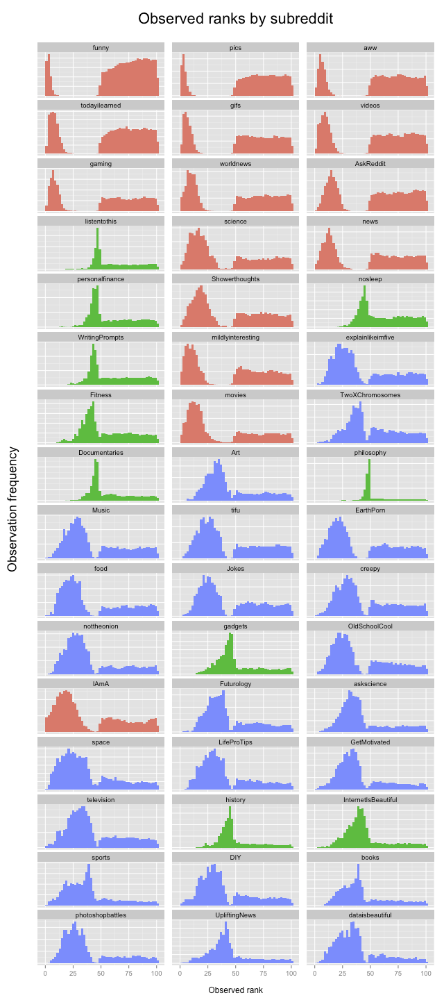 Observed ranks by subreddit
funny pics aww
todayilearned gifs videos
gaming worldnews AskReddit
listentothis science news
personalfinance Showerthoughts nosleep
WritingPrompts mildlyinteresting explainlikeimfive
Fitness movies TwoXChromosomes
Documentaries Art philosophy
Music tifu EarthPorn
food Jokes creepy
nottheonion gadgets OldSchoolCool
IAmA Futurology askscience
space LifeProTips GetMotivated
television history InternetIsBeautiful
sports DIY books
photoshopbattles UpliftingNews dataisbeautiful
0 25 50 75 100 0 25 50 75 100 0 25 50 75 100
Observed rank
Observation frequency